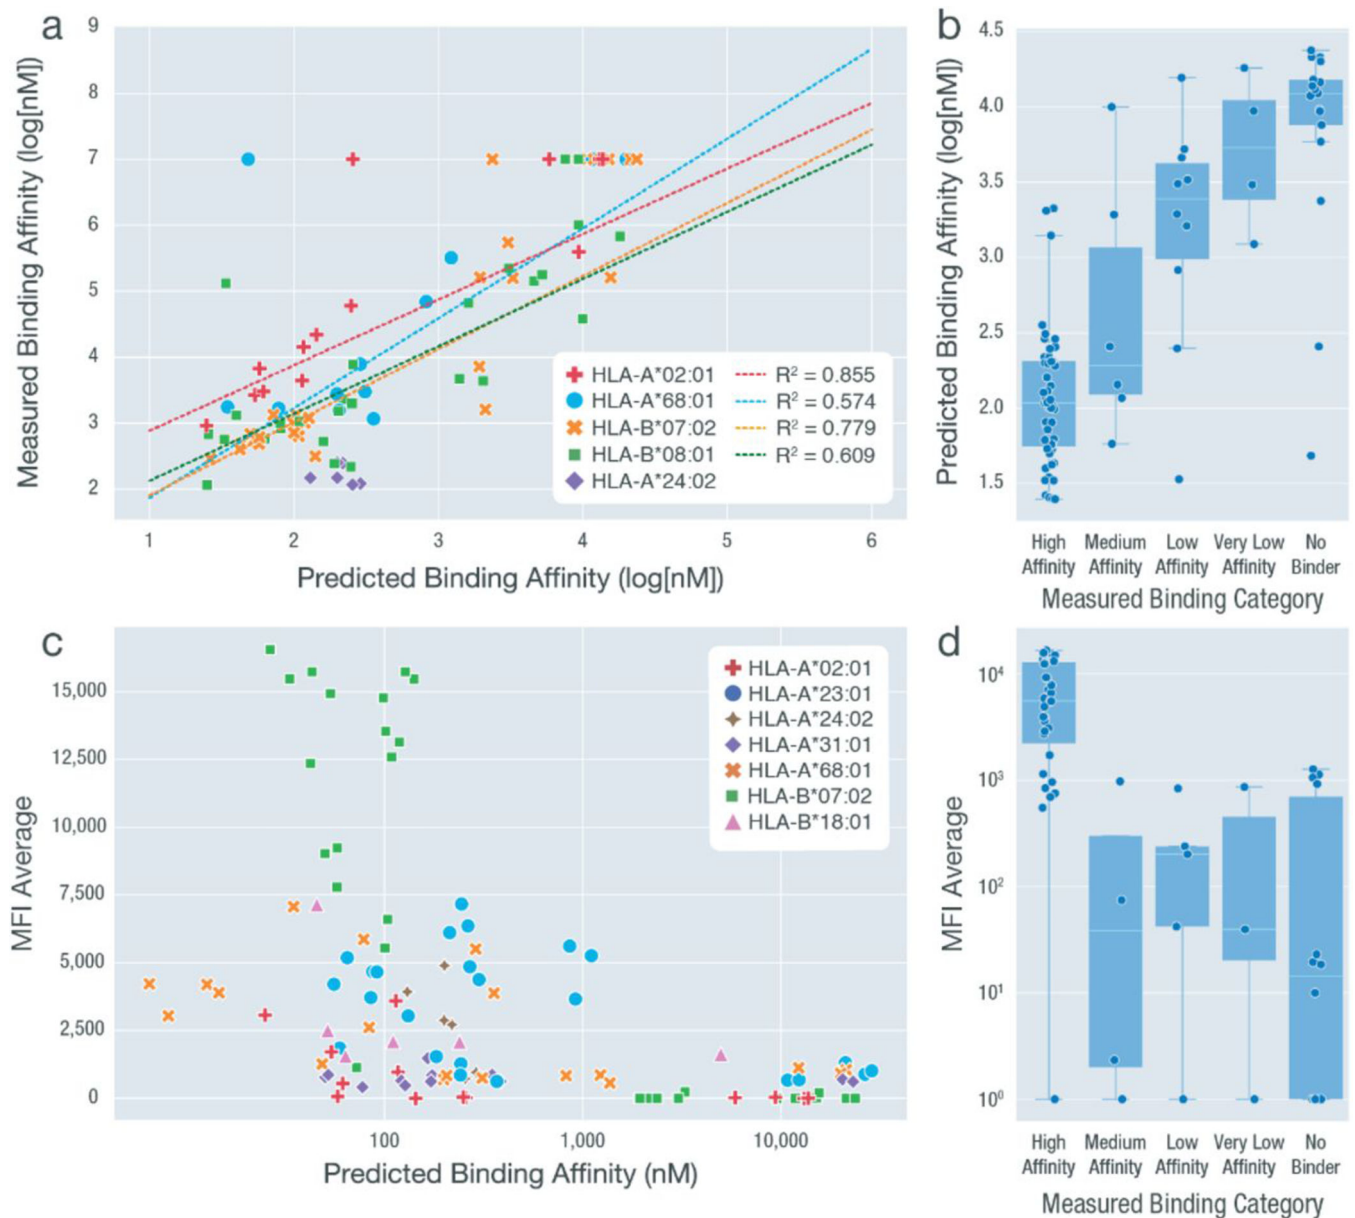 a
Measured Binding Affinity (log[nM])
9
8
7
6
5
4
3
2
1
2
3
4
5
6
Predicted Binding Affinity (log[nM])
HLA-A*02:01
HLA-A*68:01
HLA-B*07:02
HLA-B*08:01
HLA-A*24:02
R² = 0.855
R² = 0.574
R² = 0.779
R² = 0.609
b
Predicted Binding Affinity (log[nM])
4.5
4.0
3.5
3.0
2.5
2.0
1.5
High
Affinity
Medium
Affinity
Low
Affinity
Very Low
Affinity
No
Binder
Measured Binding Category
c
MFI Average
15,000
12,500
10,000
7,500
5,000
2,500
0
100
1,000
10,000
Predicted Binding Affinity (nM)
HLA-A*02:01
HLA-A*23:01
HLA-A*24:02
HLA-A*31:01
HLA-A*68:01
HLA-B*07:02
HLA-B*18:01
d
MFI Average
10⁴
10³
10²
10¹
10⁰
High
Affinity
Medium
Affinity
Low
Affinity
Very Low
Affinity
No
Binder
Measured Binding Category